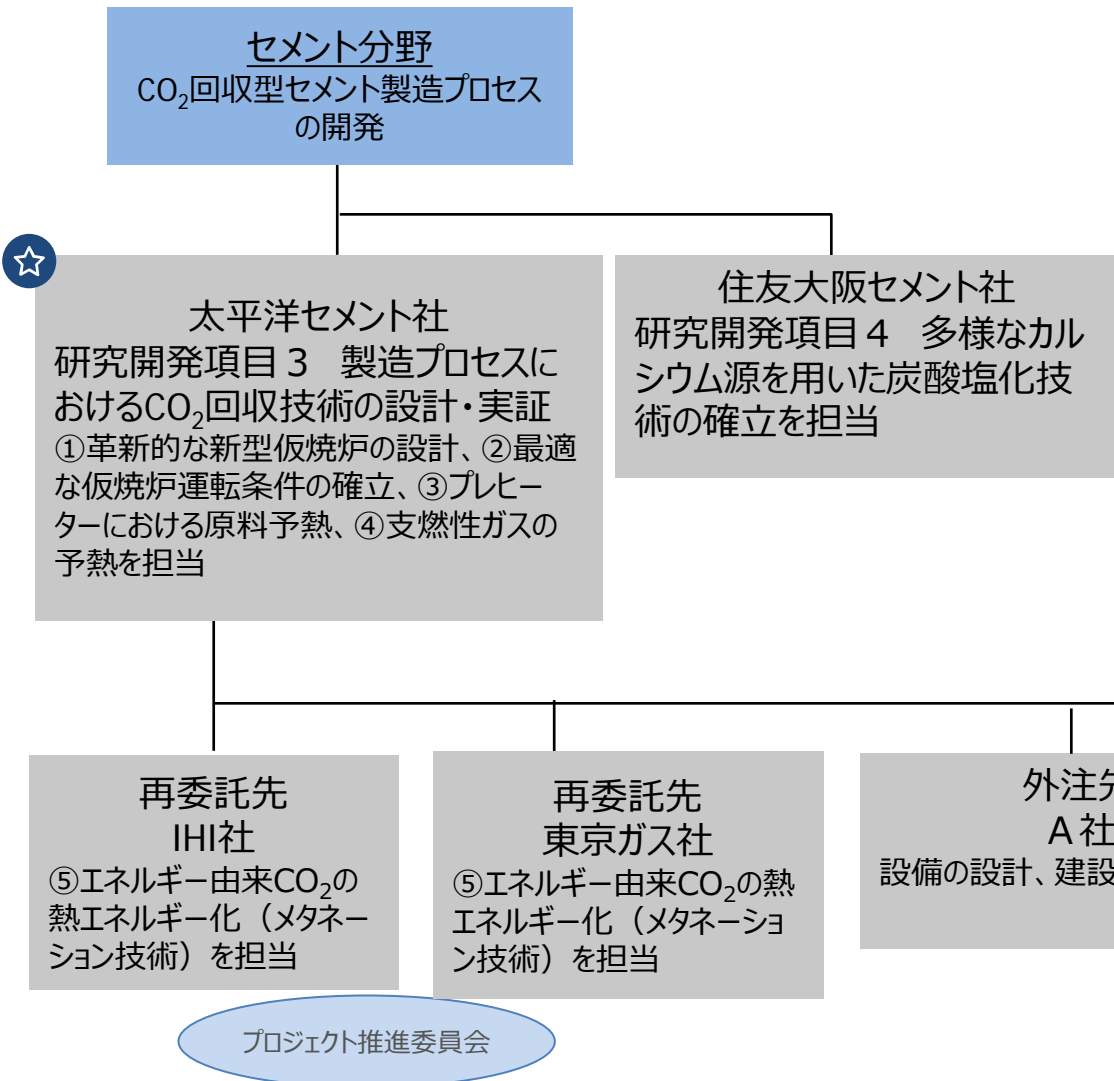 セメント分野
CO₂回収型セメント製造プロセス
の開発
太平洋セメント社
研究開発項目３　製造プロセスに
おけるCO₂回収技術の設計・実証
①革新的な新型仮焼炉の設計、②最適
な仮焼炉運転条件の確立、③プレヒー
ターにおける原料予熱、④支燃性ガスの
予熱を担当
住友大阪セメント社
研究開発項目４　多様なカル
シウム源を用いた炭酸塩化技
術の確立を担当
再委託先
IHI社
⑤エネルギー由来CO₂の
熱エネルギー化（メタネー
ション技術）を担当
再委託先
東京ガス社
⑤エネルギー由来CO₂の熱
エネルギー化（メタネーショ
ン技術）を担当
外注
A社
設備の設計、建設
プロジェクト推進委員会